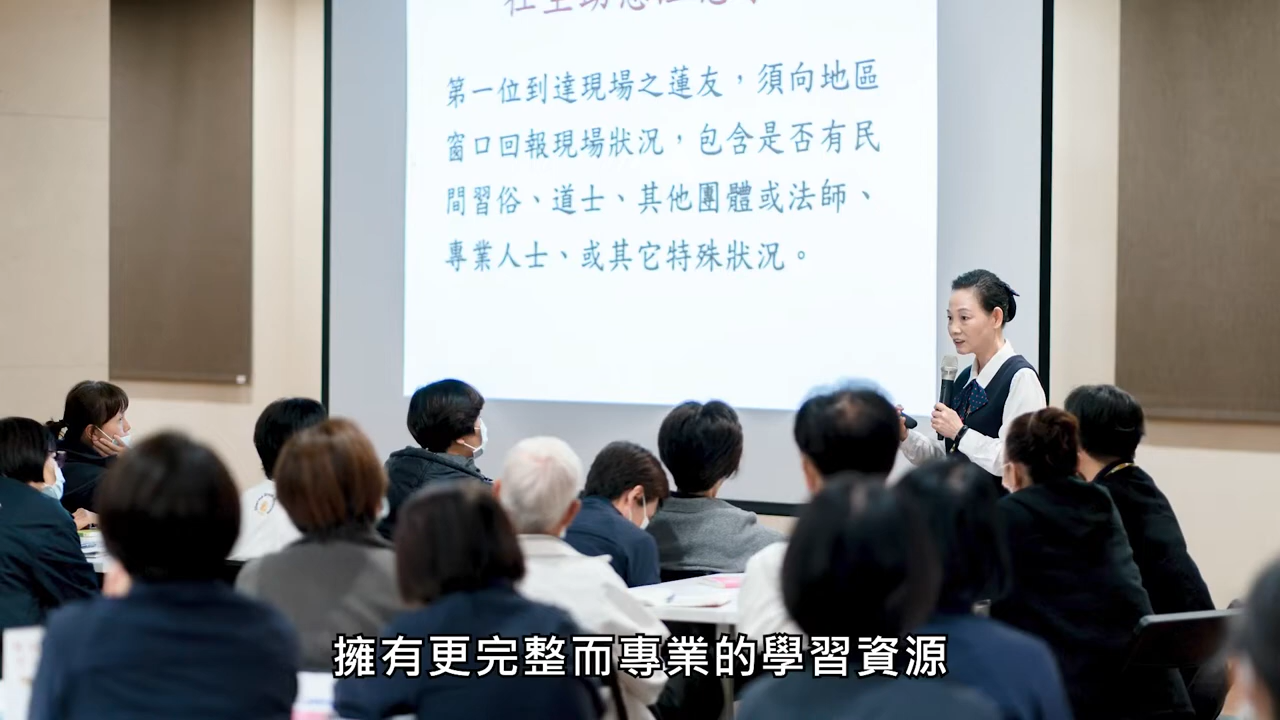 第一位到達現場之蓮友，須向地區
窗口回報現場狀況，包含是否有民
間習俗、道士、其他團體或法師、
專業人士、或其它特殊狀況。
擁有更完整而專業的學習資源